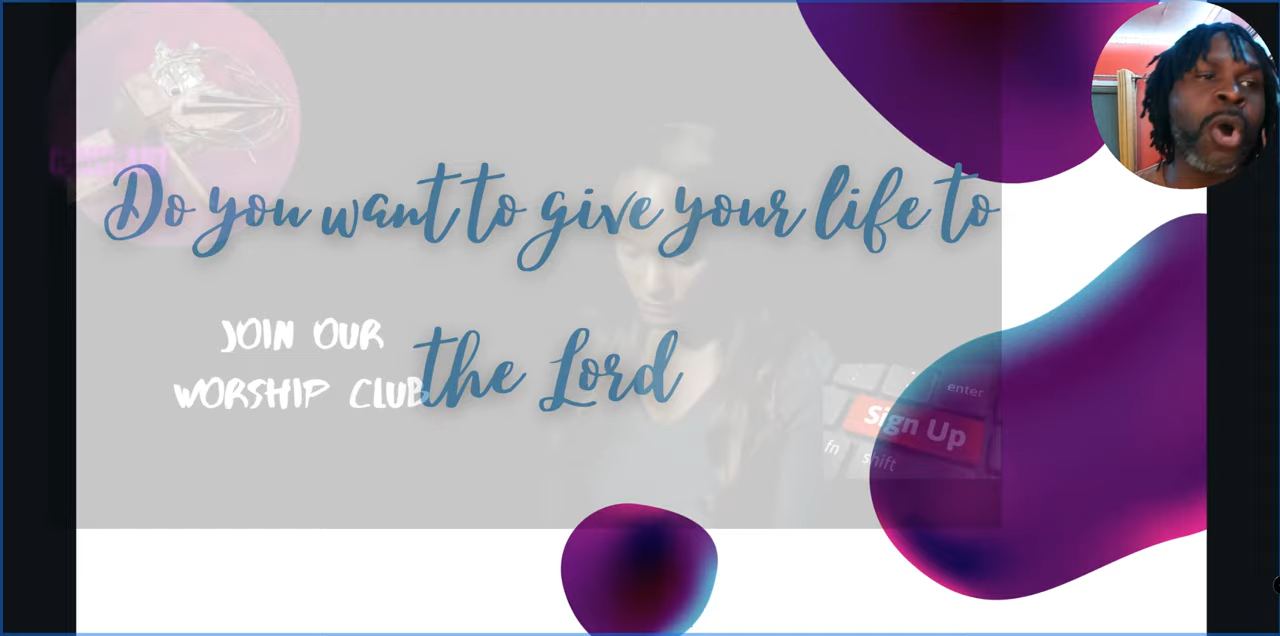 Do you want to give your life to
the Lord
JOIN OUR
WORSHIP CLUB
enter
Sign Up
fn
shift